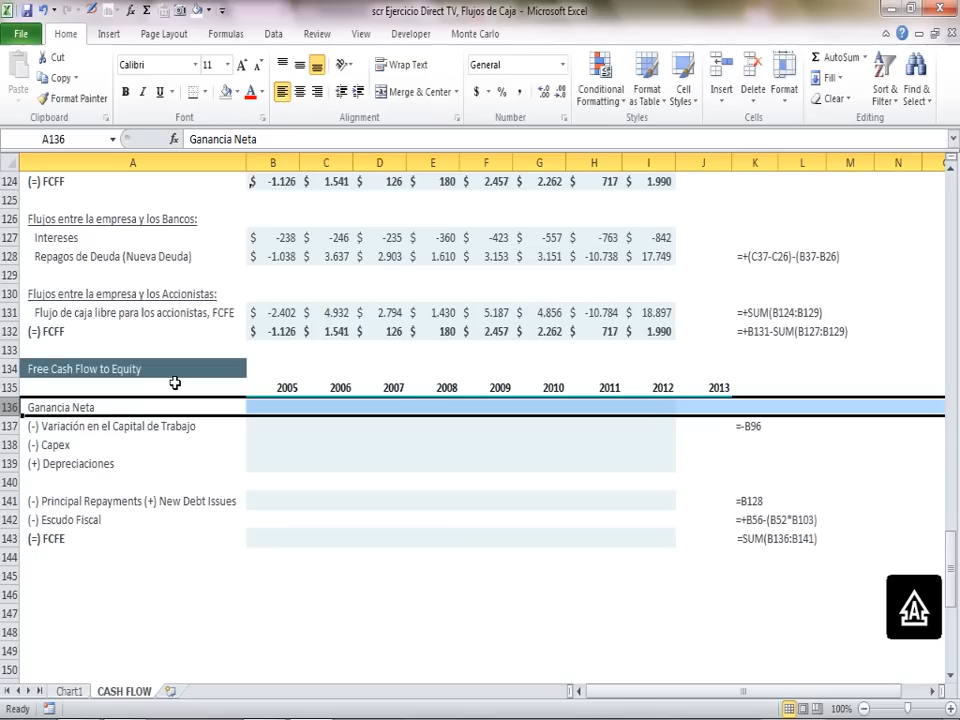 scr Ejercicio Direct TV, Flujos de Caja - Microsoft Excel
File Home Insert Page Layout Formulas Data Review View Developer Monte Carlo
Cut
Copy
Format Painter
Paste
Clipboard
Calibri 11
B I U
Font
Wrap Text
Merge & Center
Alignment
General
$ % ,
Number
Conditional Formatting
Format as Table
Cell Styles
Styles
Insert Delete Format
Cells
Σ AutoSum
Fill
Clear
Sort & Filter
Find & Select
Editing
A136 fx Ganancia Neta
A B C D E F G H I J K L M N
124 (=) FCFF $ -1.126 $ 1.541 $ 126 $ 180 $ 2.457 $ 2.262 $ 717 $ 1.990
125
126 Flujos entre la empresa y los Bancos:
127 Intereses $ -238 $ -246 $ -235 $ -360 $ -423 $ -557 $ -763 $ -842
128 Repagos de Deuda (Nueva Deuda) $ -1.038 $ 3.637 $ 2.903 $ 1.610 $ 3.153 $ 3.151 $ -10.738 $ 17.749 =+(C37-C26)-(B37-B26)
129
130 Flujos entre la empresa y los Accionistas:
131 Flujo de caja libre para los accionistas, FCFE $ -2.402 $ 4.932 $ 2.794 $ 1.430 $ 5.187 $ 4.856 $ -10.784 $ 18.897 =+SUM(B124:B129)
132 (=) FCFF $ -1.126 $ 1.541 $ 126 $ 180 $ 2.457 $ 2.262 $ 717 $ 1.990 =+B131-SUM(B127:B129)
133
134 Free Cash Flow to Equity
135 2005 2006 2007 2008 2009 2010 2011 2012 2013
136 Ganancia Neta
137 (-) Variación en el Capital de Trabajo =-B96
138 (-) Capex
139 (+) Depreciaciones
140
141 (-) Principal Repayments (+) New Debt Issues =B128
142 (-) Escudo Fiscal =+B56-(B52*B103)
143 (=) FCFE =SUM(B136:B141)
144
145
146
147
148
149
150
A
Chart1 CASH FLOW
Ready 100%